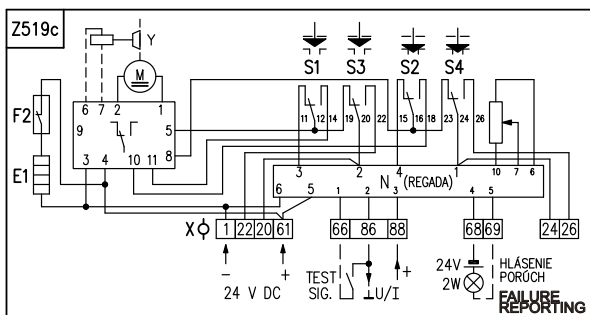 Z519c
Y
M
S1 S3 S2 S4
F2
E1
6 7 2 1
9
5
8
3 4 10 11
11 12 14
19 20 22
15 16 18
23 24 26
3 2 4 1
10 7 6
N (REGADA)
6 5 1 2 3 4 5
X 1 22 20 61 66 86 88 68 69 24 26
− + +
24 V DC
TEST
SIG.
U/I
24V
2W
HLÁSENIE
PORÚCH
FAILURE
REPORTING